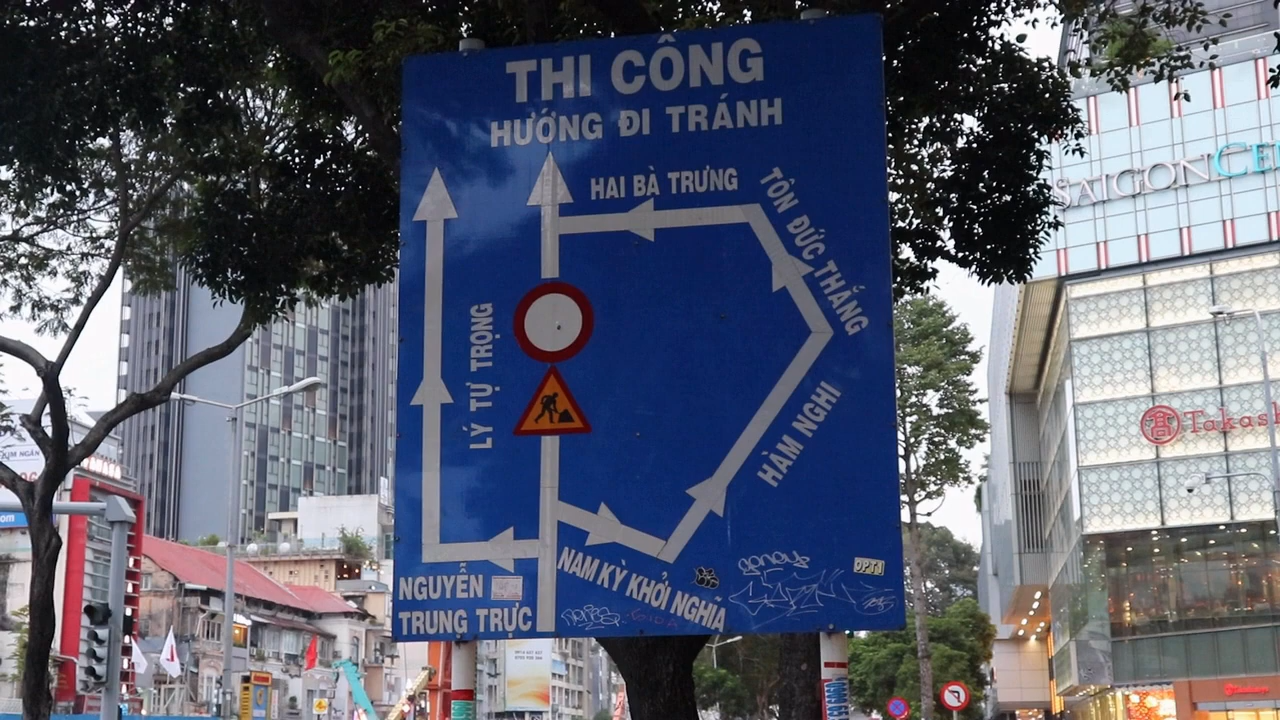 THI CÔNG
HƯỚNG ĐI TRÁNH
HAI BÀ TRƯNG
TÔN ĐỨC THẮNG
LÝ TỰ TRỌNG
HÀM NGHI
NAM KỲ KHỞI NGHĨA
NGUYỄN
TRUNG TRỰC
OPTJ
SAIGON CE
Takash